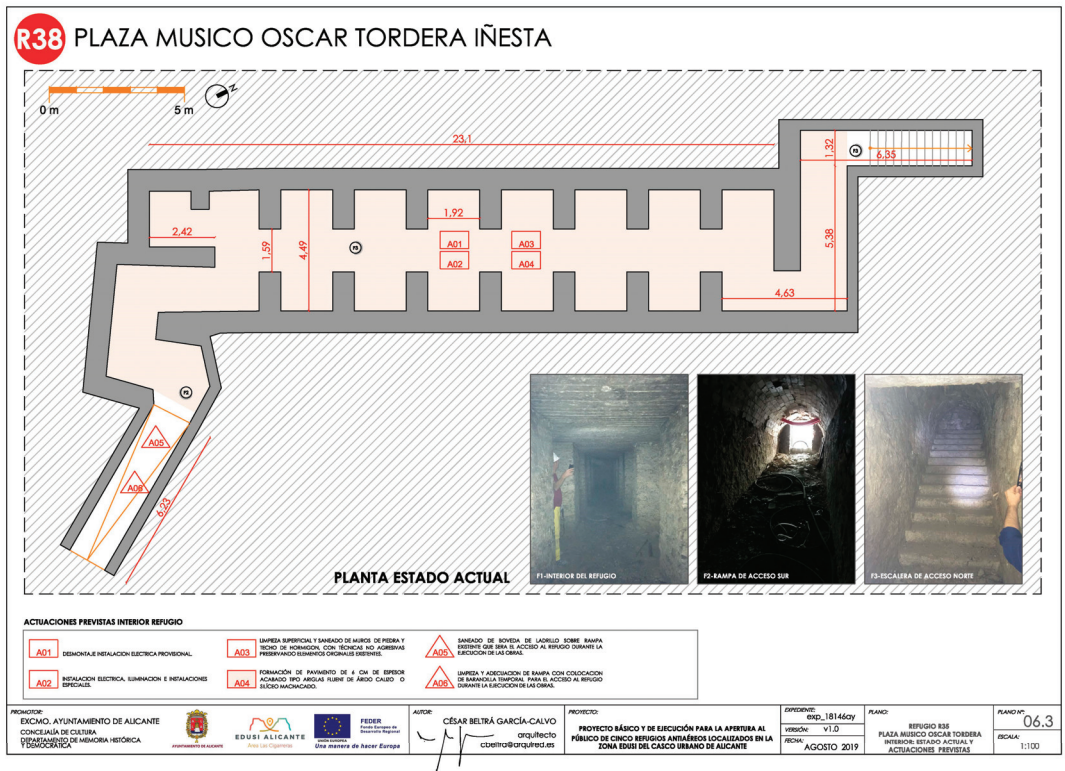 R38 PLAZA MUSICO OSCAR TORDERA IÑESTA
0 m
5 m
N
23,1
1,32
F3
6,35
2,42
1,59
4,49
F3
1,92
A01
A03
A02
A04
5,38
4,63
F2
A05
A06
6,23
PLANTA ESTADO ACTUAL
F1-INTERIOR DEL REFUGIO
F2-RAMPA DE ACCESO SUR
F3-ESCALERA DE ACCESO NORTE
ACTUACIONES PREVISTAS INTERIOR REFUGIO
A01 DESMONTAJE INSTALACION ELECTRICA PROVISIONAL.
A02 INSTALACION ELECTRICA, ILUMINACION E INSTALACIONES
ESPECIALES.
A03 LIMPIEZA SUPERFICIAL Y SANEADO DE MUROS DE PIEDRA Y
TECHO DE HORMIGON, CON TÉCNICAS NO AGRESIVAS
PRESERVANDO ELEMENTOS ORIGINALES EXISTENTES.
A04 FORMACIÓN DE PAVIMENTO DE 6 CM DE ESPESOR
ACABADO TIPO ARIGLAS FLUENT DE ÁRIDO CALIZO O
SILÍCEO MACHACADO.
A05 SANEADO DE BOVEDA DE LADRILLO SOBRE RAMPA
EXISTENTE QUE SERA EL ACCESO AL REFUGIO DURANTE LA
EJECUCION DE LAS OBRAS.
A06 LIMPIEZA Y ADECUACION DE RAMPA CON COLOCACION
DE BARANDILLA TEMPORAL PARA EL ACCESO AL REFUGIO
DURANTE LA EJECUCION DE LAS OBRAS.
PROMOTOR:
EXCMO. AYUNTAMIENTO DE ALICANTE
CONCEJALÍA DE CULTURA
DEPARTAMENTO DE MEMORIA HISTÓRICA
Y DEMOCRÁTICA
AYUNTAMIENTO DE ALICANTE
EDUSI ALICANTE
Área Las Cigarreras
UNIÓN EUROPEA
FEDER
Fondo Europeo de
Desarrollo Regional
Una manera de hacer Europa
AUTOR:
CÉSAR BELTRÁ GARCÍA-CALVO
arquitecto
cbeltra@arquired.es
PROYECTO:
PROYECTO BÁSICO Y DE EJECUCIÓN PARA LA APERTURA AL
PÚBLICO DE CINCO REFUGIOS ANTIAÉREOS LOCALIZADOS EN LA
ZONA EDUSI DEL CASCO URBANO DE ALICANTE
EXPEDIENTE:
exp_18146ay
VERSIÓN: v1.0
FECHA:
AGOSTO 2019
PLANO:
REFUGIO R38
PLAZA MUSICO OSCAR TORDERA
INTERIOR: ESTADO ACTUAL Y
ACTUACIONES PREVISTAS
PLANO Nº:
06.3
ESCALA:
1:100